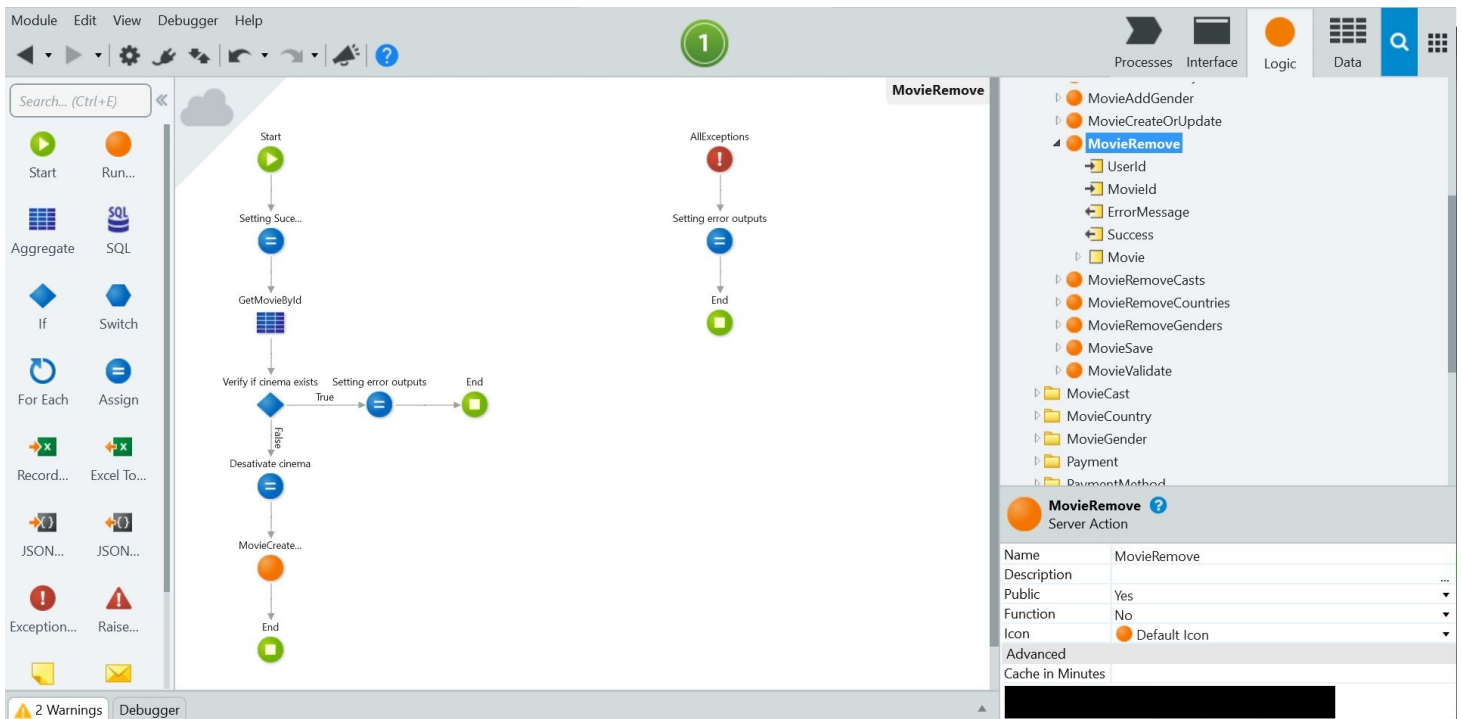 Module Edit View Debugger Help
1
Processes Interface Logic Data
Search... (Ctrl+E)
Start Run...
Aggregate SQL
SQL
If Switch
For Each Assign
Record... Excel To...
JSON... JSON...
Exception... Raise...
2 Warnings Debugger
MovieRemove
Start
Setting Suce...
GetMovieById
Verify if cinema exists
True
Setting error outputs
End
False
Desativate cinema
MovieCreate...
End
AllExceptions
Setting error outputs
End
MovieAddGender
MovieCreateOrUpdate
MovieRemove
UserId
MovieId
ErrorMessage
Success
Movie
MovieRemoveCasts
MovieRemoveCountries
MovieRemoveGenders
MovieSave
MovieValidate
MovieCast
MovieCountry
MovieGender
Payment
PaymentMethod
MovieRemove ?
Server Action
Name MovieRemove
Description ...
Public Yes
Function No
Icon Default Icon
Advanced
Cache in Minutes